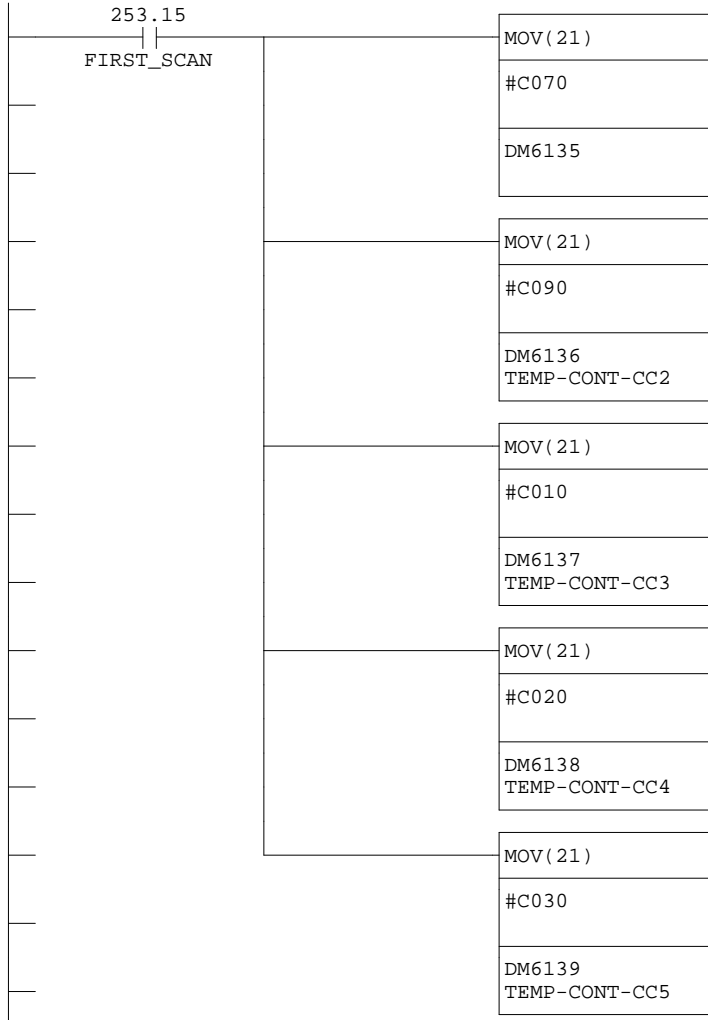 253.15
FIRST_SCAN
MOV(21)
#C070
DM6135
MOV(21)
#C090
DM6136
TEMP-CONT-CC2
MOV(21)
#C010
DM6137
TEMP-CONT-CC3
MOV(21)
#C020
DM6138
TEMP-CONT-CC4
MOV(21)
#C030
DM6139
TEMP-CONT-CC5